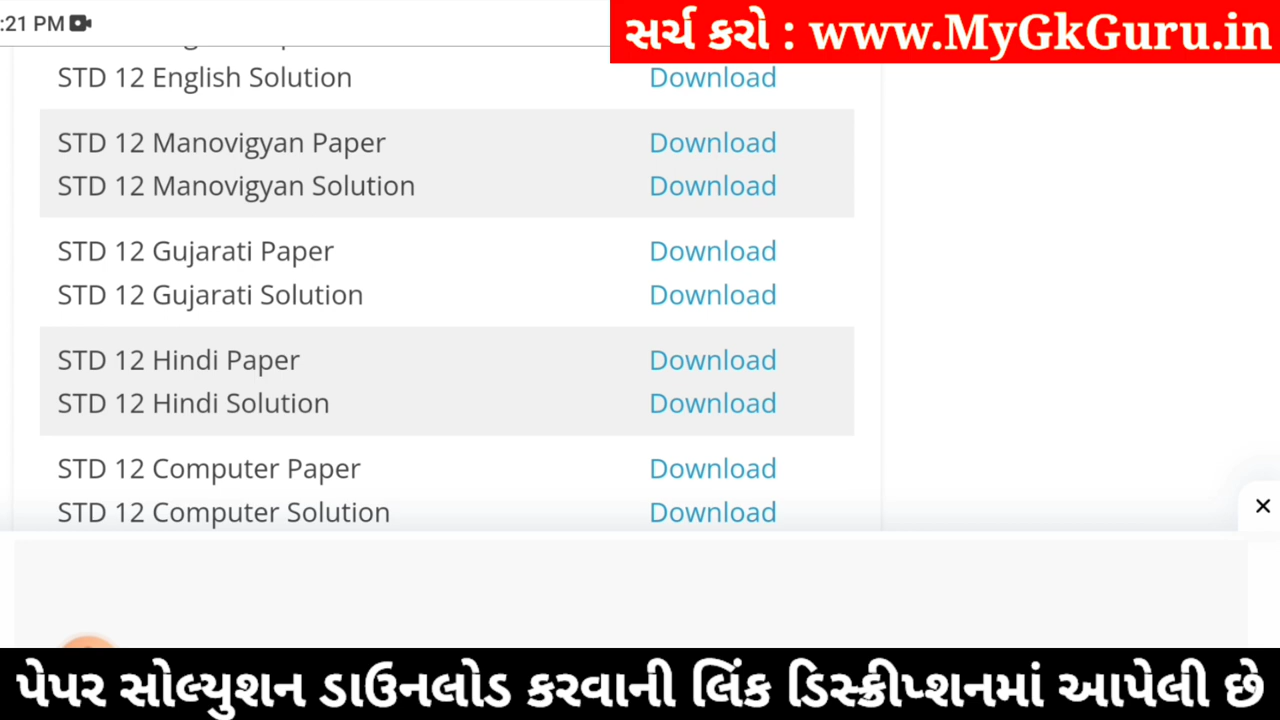 :21 PM
સર્ચ કરો : www.MyGkGuru.in
STD 12 English Solution Download
STD 12 Manovigyan Paper Download
STD 12 Manovigyan Solution Download
STD 12 Gujarati Paper Download
STD 12 Gujarati Solution Download
STD 12 Hindi Paper Download
STD 12 Hindi Solution Download
STD 12 Computer Paper Download
STD 12 Computer Solution Download
પેપર સોલ્યુશન ડાઉનલોડ કરવાની લિંક ડિસ્ક્રીપ્શનમાં આપેલી છે